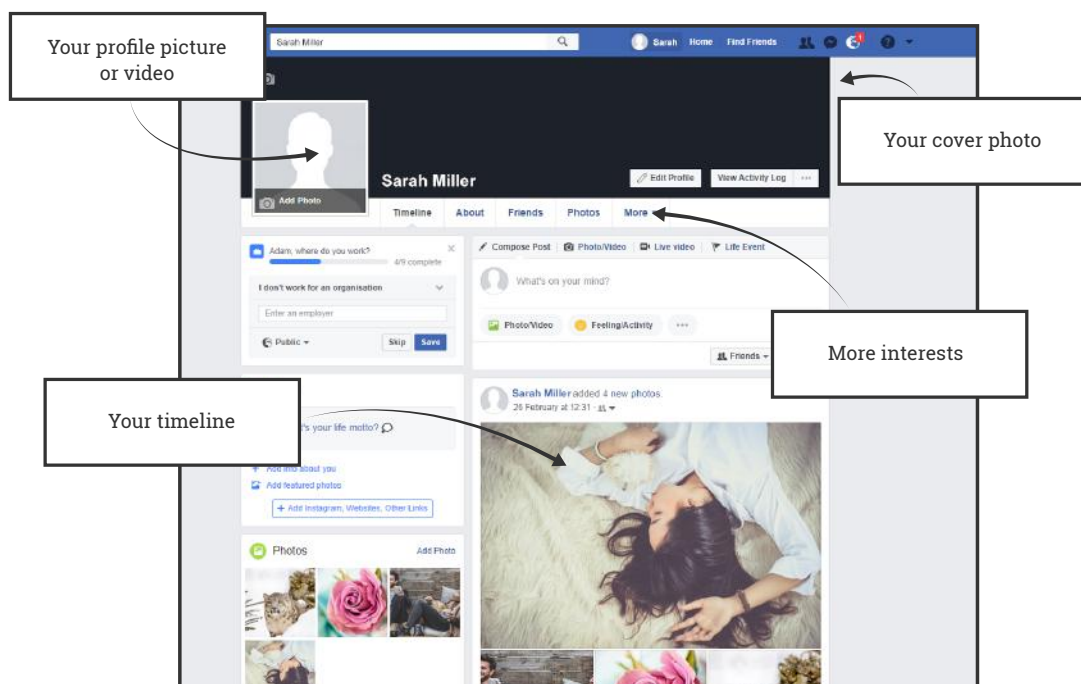 Your profile picture
or video
Sarah Miller
Sarah
Home
Find Friends
1
?
Your cover photo
Sarah Miller
Edit Profile
View Activity Log
...
Add Photo
Timeline
About
Friends
Photos
More
Adam, where do you work?
4/9 complete
I don't work for an organisation
Enter an employer
Public
Skip
Save
Compose Post
Photo/Video
Live video
Life Event
What's on your mind?
Photo/Video
Feeling/Activity
...
Friends
More interests
Your timeline
's your life motto?
Add info about you
Add featured photos
+ Add Instagram, Websites, Other Links
Photos
Add Photo
Sarah Miller added 4 new photos.
26 February at 12:31 ·